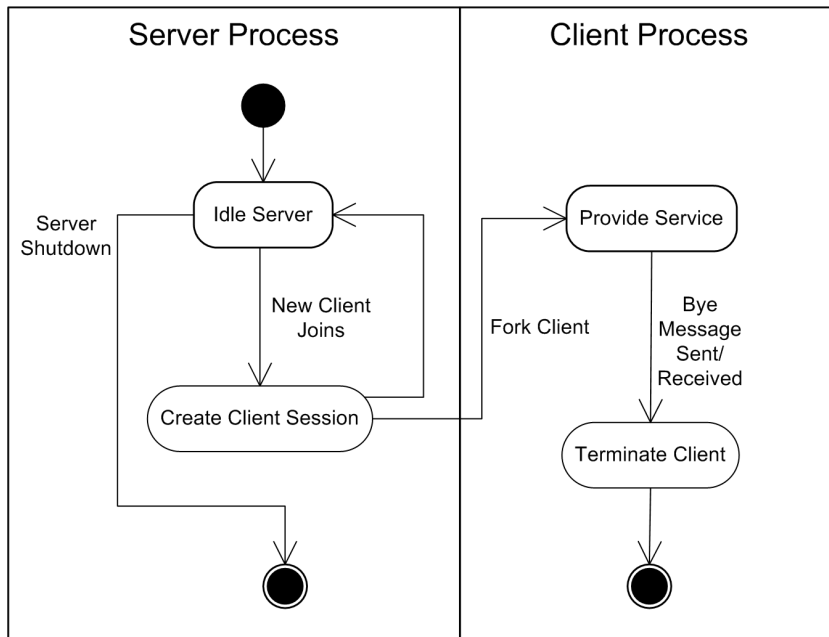 Server Process
Client Process
Idle Server
Server
Shutdown
New Client
Joins
Create Client Session
Fork Client
Provide Service
Bye
Message
Sent/
Received
Terminate Client